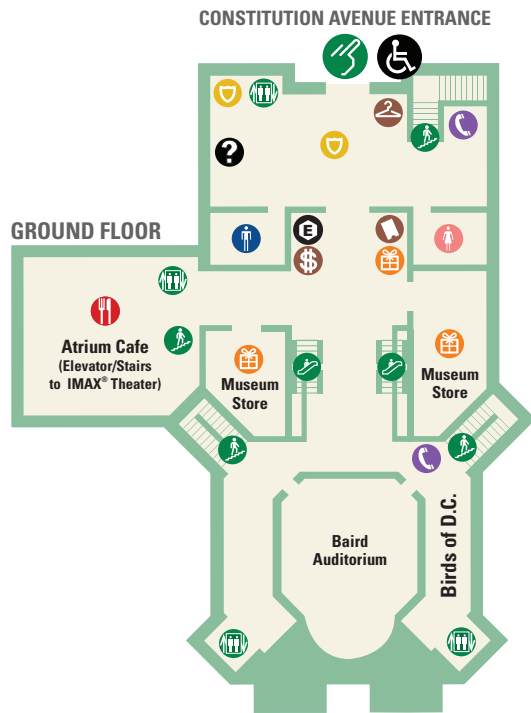 CONSTITUTION AVENUE ENTRANCE
?
GROUND FLOOR
E
$
Atrium Cafe
(Elevator/Stairs
to IMAX® Theater)
Museum
Store
Museum
Store
Baird
Auditorium
Birds of D.C.